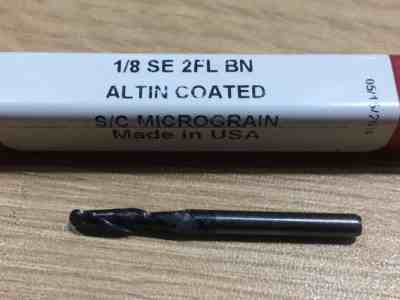 1/8 SE 2FL BN
ALTIN COATED
S/C MICROGRAIN
Made in USA